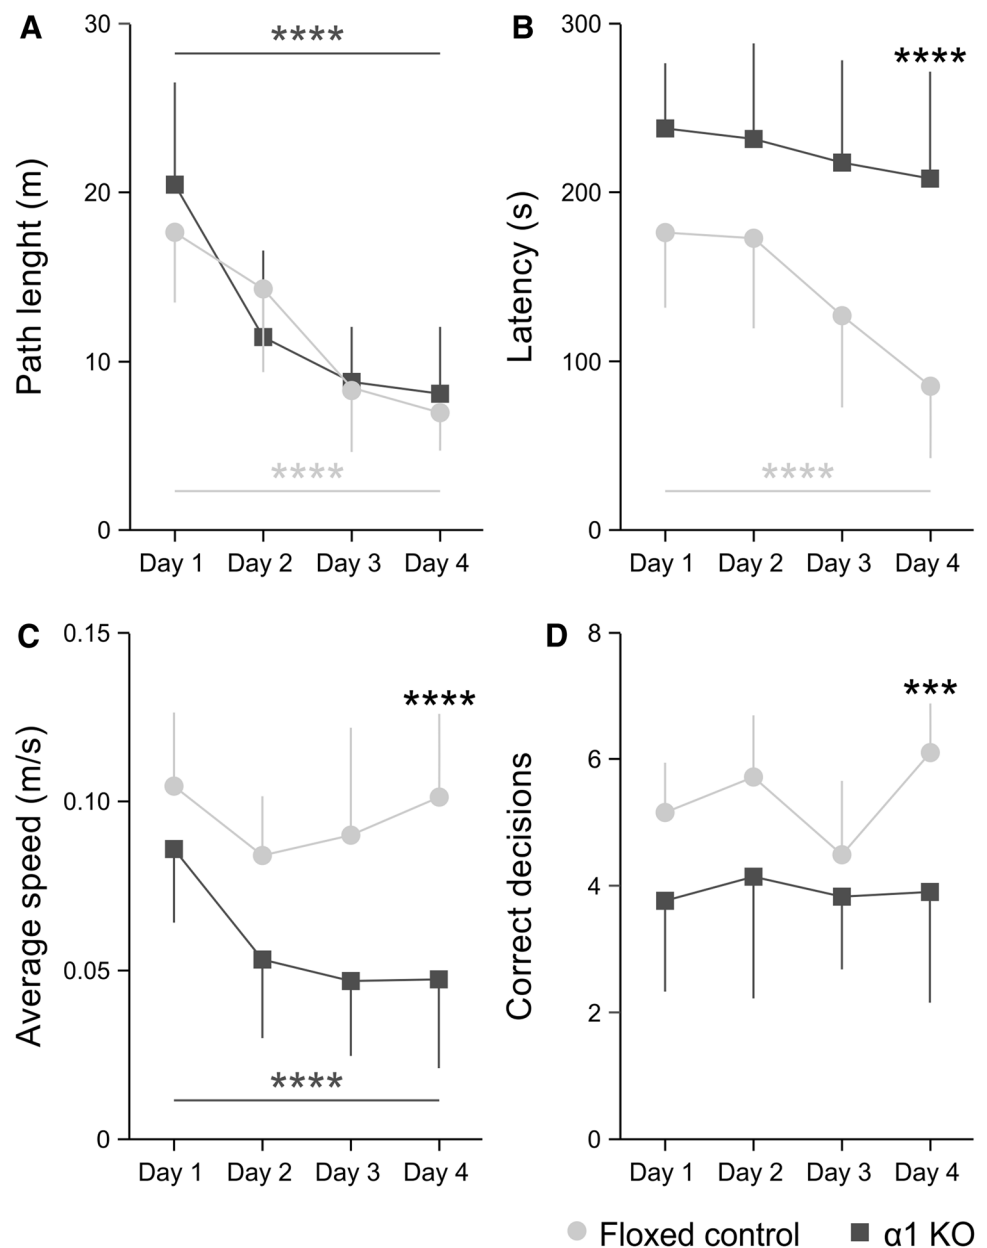 A
30
20
10
0
Path lenght (m)
****
****
Day 1 Day 2 Day 3 Day 4
B
300
200
100
0
Latency (s)
****
****
Day 1 Day 2 Day 3 Day 4
C
0.15
0.10
0.05
0
Average speed (m/s)
****
****
Day 1 Day 2 Day 3 Day 4
D
8
6
4
2
0
Correct decisions
***
Day 1 Day 2 Day 3 Day 4
Floxed control α1 KO